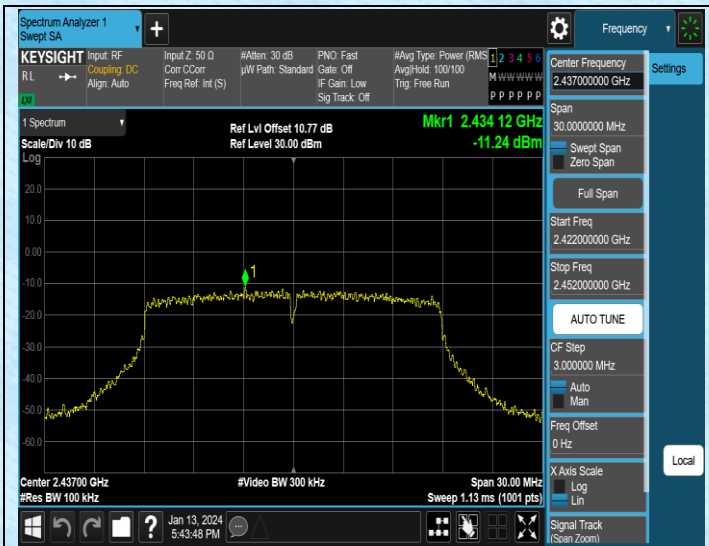 Spectrum Analyzer 1
Swept SA
Frequency
KEYSIGHT
R L
LXI
Input: RF
Coupling: DC
Align: Auto
Input Z: 50 Ω
Corr CCorr
Freq Ref: Int (S)
#Atten: 30 dB
µW Path: Standard
PNO: Fast
Gate: Off
IF Gain: Low
Sig Track: Off
#Avg Type: Power (RMS
Avg|Hold: 100/100
Trig: Free Run
1 2 3 4 5 6
M W W W W W
P P P P P P
1 Spectrum
Scale/Div 10 dB
Log
Ref Lvl Offset 10.77 dB
Ref Level 30.00 dBm
Mkr1 2.434 12 GHz
-11.24 dBm
20.0
10.0
0.00
-10.0
-20.0
-30.0
-40.0
-50.0
-60.0
1
Center 2.43700 GHz
#Res BW 100 kHz
#Video BW 300 kHz
Span 30.00 MHz
Sweep 1.13 ms (1001 pts)
Center Frequency
2.437000000 GHz
Settings
Span
30.0000000 MHz
Swept Span
Zero Span
Full Span
Start Freq
2.422000000 GHz
Stop Freq
2.452000000 GHz
AUTO TUNE
CF Step
3.000000 MHz
Auto
Man
Freq Offset
0 Hz
X Axis Scale
Log
Lin
Local
Signal Track
(Span Zoom)
?
Jan 13, 2024
5:43:48 PM